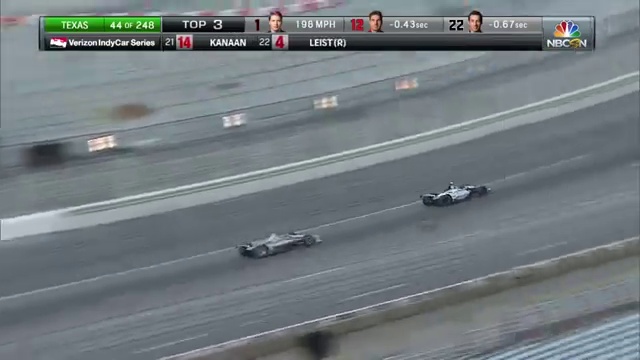 TEXAS 44 OF 248 TOP 3 1 196 MPH 12 -0.43sec 22 -0.67sec
Verizon IndyCar Series 21 14 KANAAN 22 4 LEIST(R) NBCSN